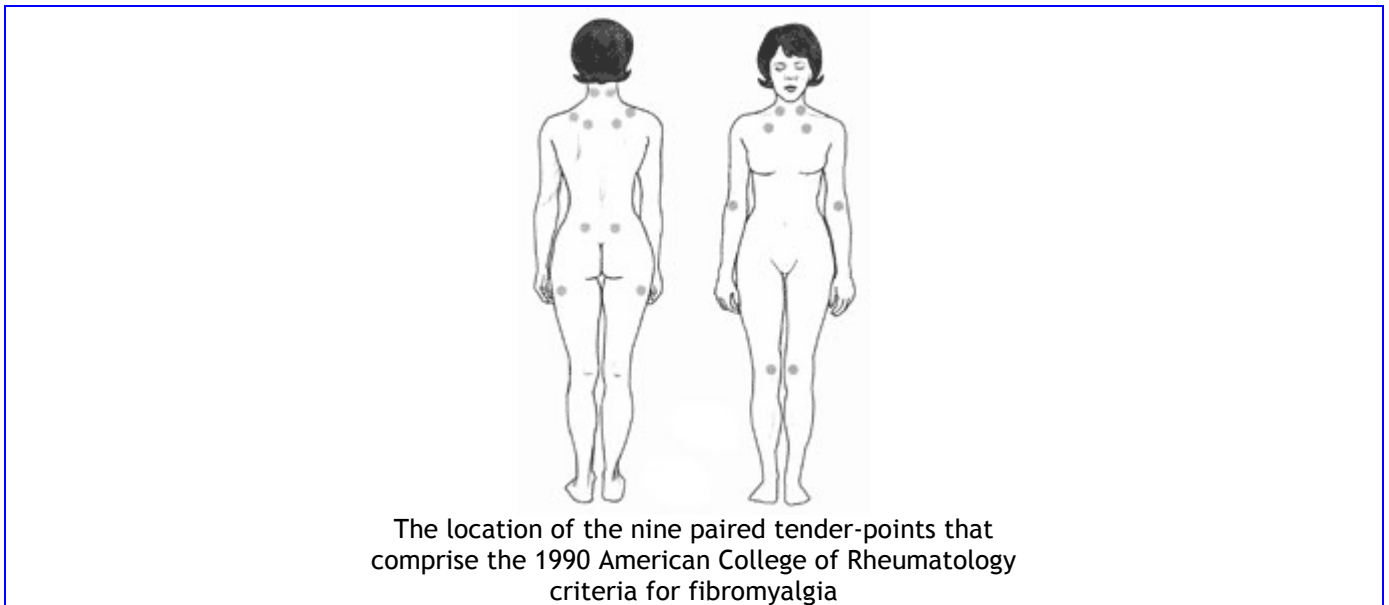 The location of the nine paired tender-points that
comprise the 1990 American College of Rheumatology
criteria for fibromyalgia